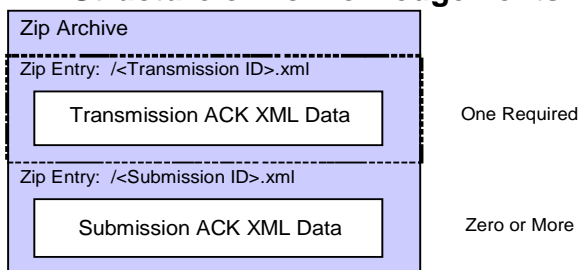 Zip Archive
Zip Entry: /<Transmission ID>.xml
Transmission ACK XML Data
One Required
Zip Entry: /<Submission ID>.xml
Submission ACK XML Data
Zero or More